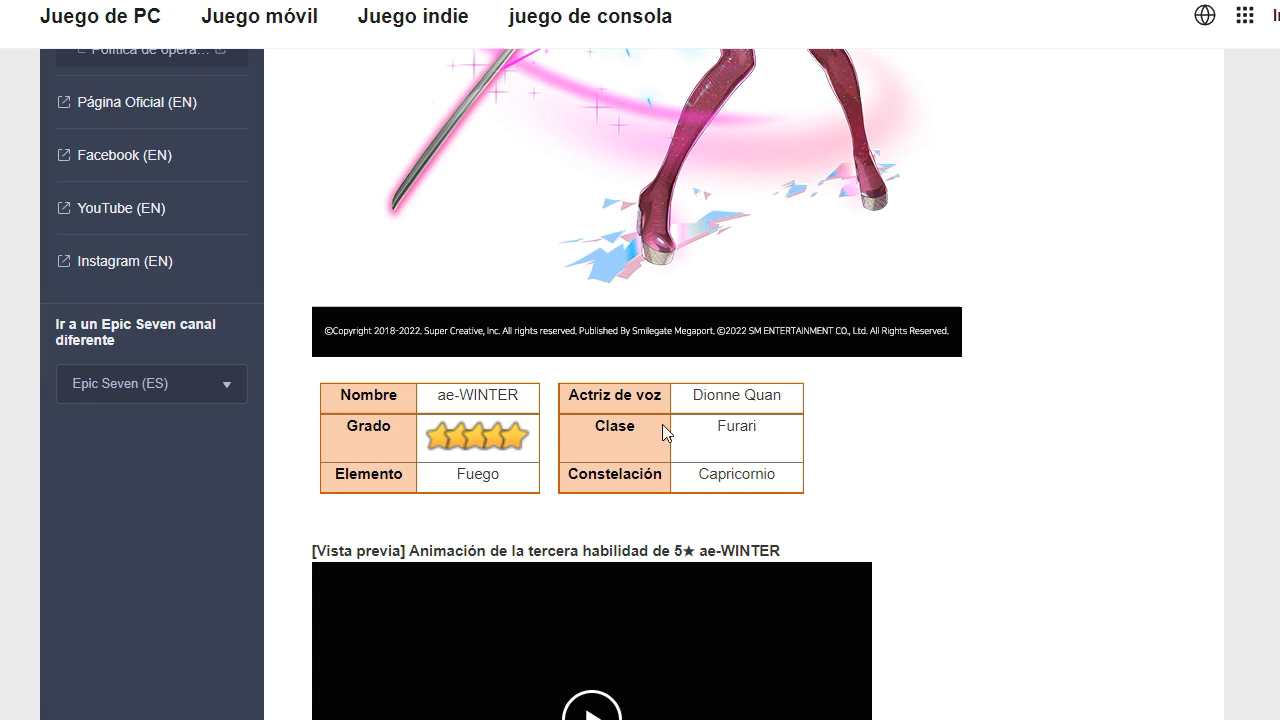 Juego de PC Juego móvil Juego indie juego de consola
Política de opera...
Página Oficial (EN)
Facebook (EN)
YouTube (EN)
Instagram (EN)
Ir a un Epic Seven canal
diferente
Epic Seven (ES)
©Copyright 2018-2022. Super Creative, Inc. All rights reserved. Published By Smilegate Megaport. ©2022 SM ENTERTAINMENT CO., Ltd. All Rights Reserved.
Nombre ae-WINTER Actriz de voz Dionne Quan
Grado Clase Furari
Elemento Fuego Constelación Capricornio
[Vista previa] Animación de la tercera habilidad de 5★ ae-WINTER